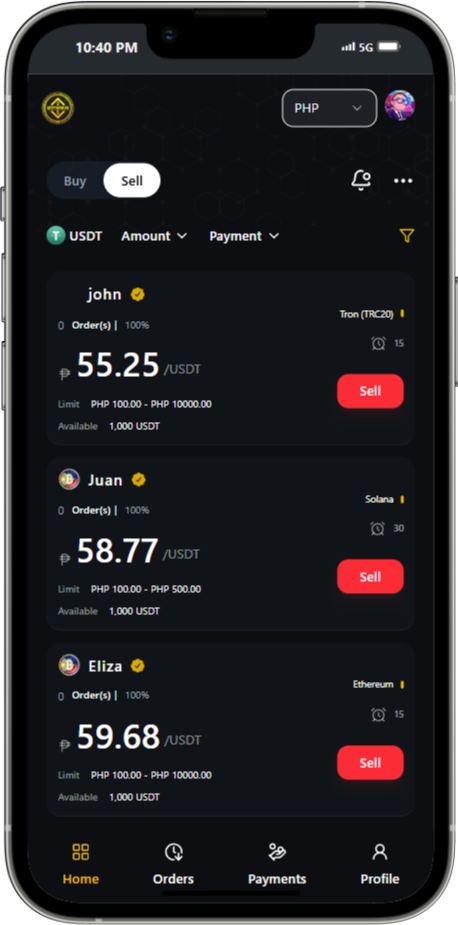 10:40 PM 5G
PHP
Buy Sell
T USDT Amount Payment
john
Tron (TRC20)
0 Order(s) | 100%
15
₱ 55.25 /USDT
Sell
Limit PHP 100.00 - PHP 10000.00
Available 1,000 USDT
Juan
Solana
0 Order(s) | 100%
30
₱ 58.77 /USDT
Sell
Limit PHP 100.00 - PHP 500.00
Available 1,000 USDT
Eliza
Ethereum
0 Order(s) | 100%
15
₱ 59.68 /USDT
Sell
Limit PHP 100.00 - PHP 10000.00
Available 1,000 USDT
Home Orders Payments Profile